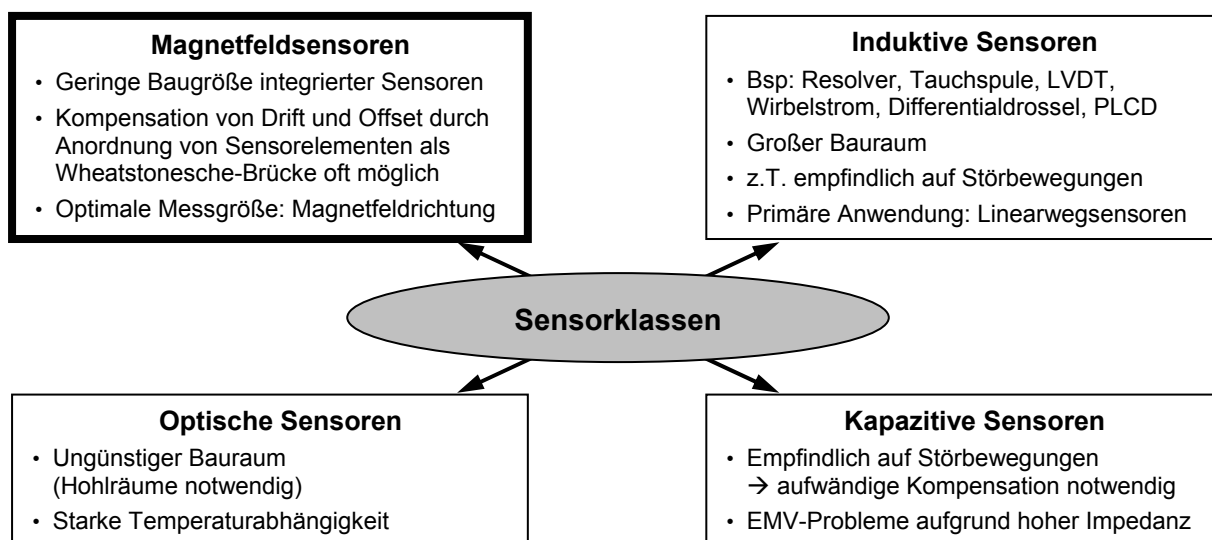 Magnetfeldsensoren
• Geringe Baugröße integrierter Sensoren
• Kompensation von Drift und Offset durch
Anordnung von Sensorelementen als
Wheatstonesche-Brücke oft möglich
• Optimale Messgröße: Magnetfeldrichtung
Induktive Sensoren
• Bsp: Resolver, Tauchspule, LVDT,
Wirbelstrom, Differentialdrossel, PLCD
• Großer Bauraum
• z.T. empfindlich auf Störbewegungen
• Primäre Anwendung: Linearwegsensoren
Sensorklassen
Optische Sensoren
• Ungünstiger Bauraum
(Hohlräume notwendig)
• Starke Temperaturabhängigkeit
Kapazitive Sensoren
• Empfindlich auf Störbewegungen
→ aufwändige Kompensation notwendig
• EMV-Probleme aufgrund hoher Impedanz